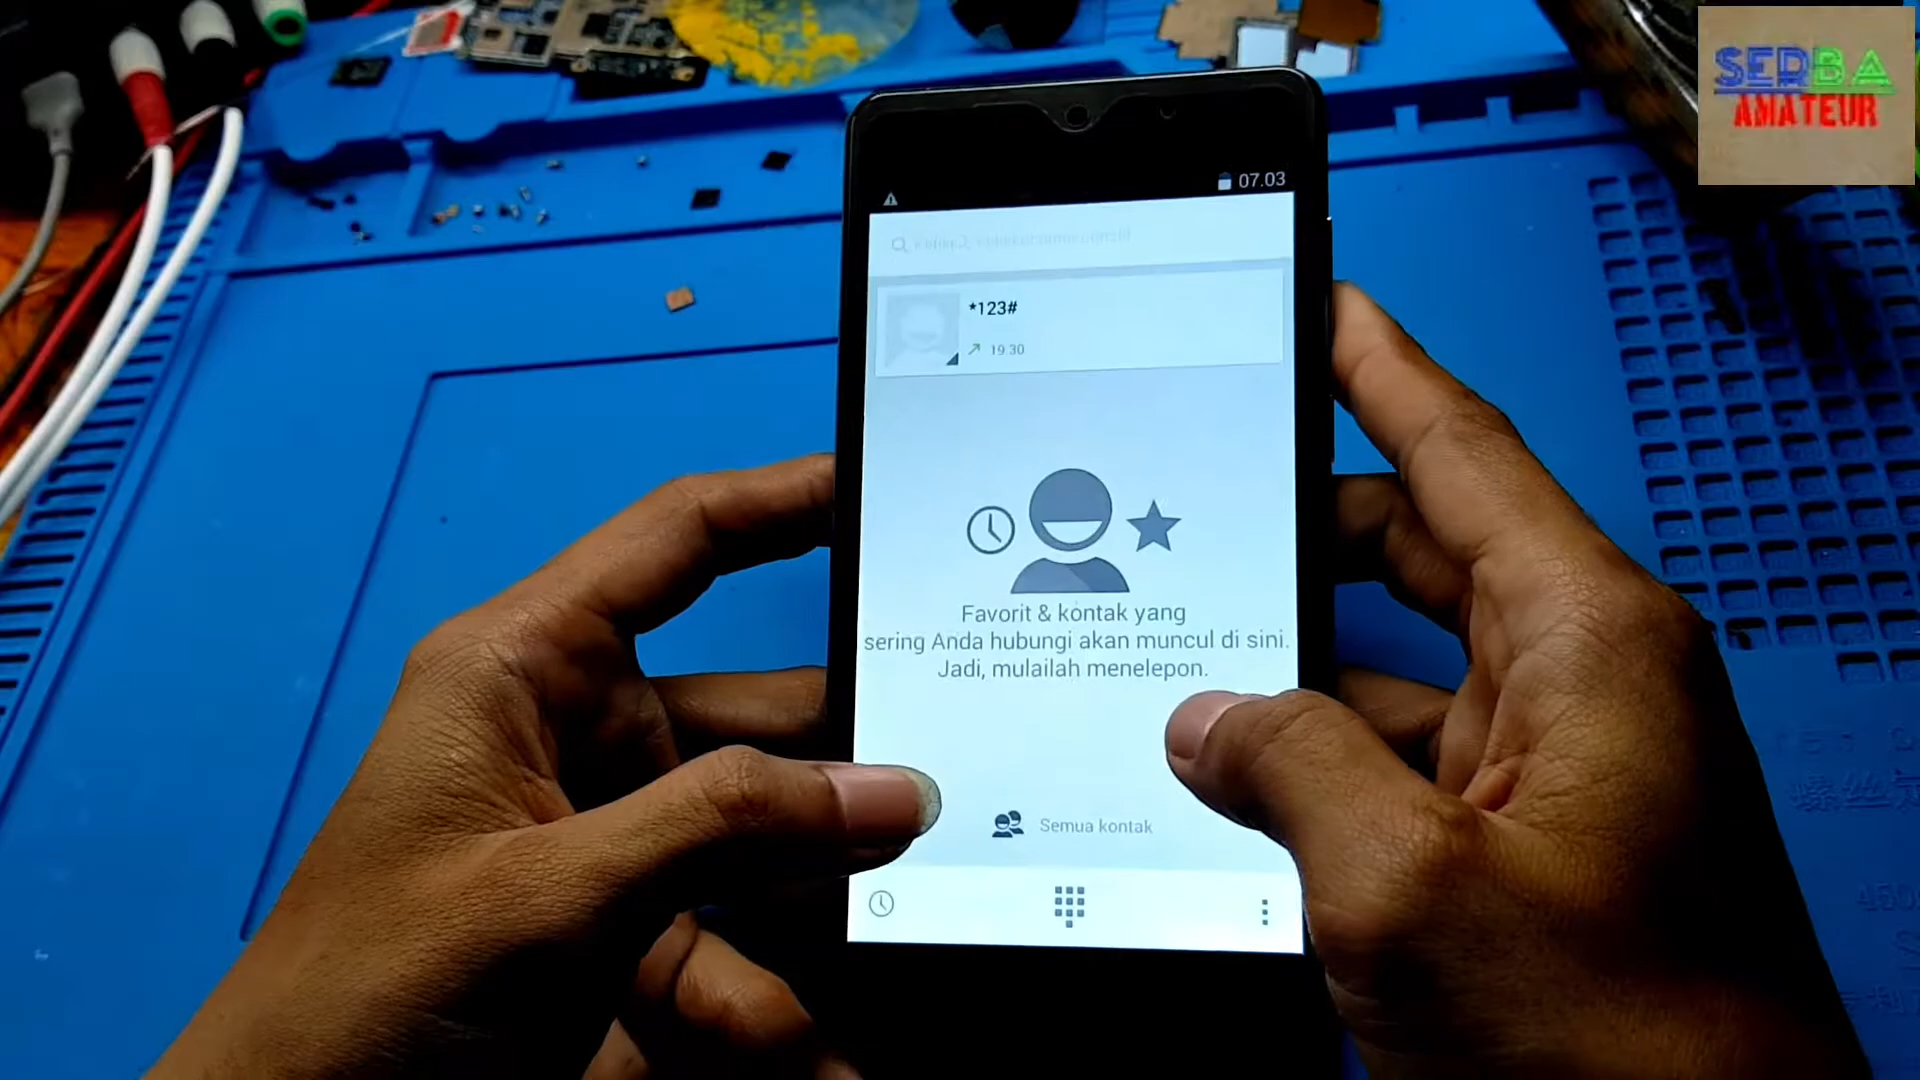 SERBA
AMATEUR
07.03
*123#
19.30
Favorit & kontak yang
sering Anda hubungi akan muncul di sini.
Jadi, mulailah menelepon.
Semua kontak